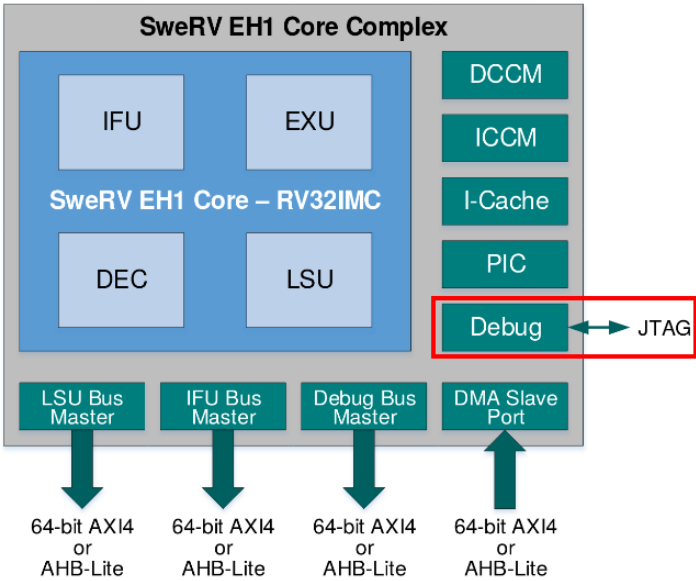 SweRV EH1 Core Complex
IFU
EXU
SweRV EH1 Core – RV32IMC
DEC
LSU
DCCM
ICCM
I-Cache
PIC
Debug
JTAG
LSU Bus
Master
IFU Bus
Master
Debug Bus
Master
DMA Slave
Port
64-bit AXI4
or
AHB-Lite
64-bit AXI4
or
AHB-Lite
64-bit AXI4
or
AHB-Lite
64-bit AXI4
or
AHB-Lite